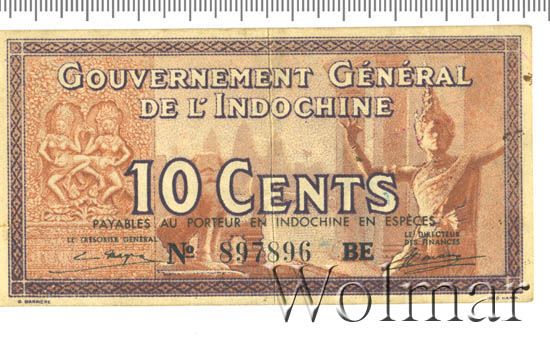 GOUVERNEMENT GÉNÉRAL
DE L'INDOCHINE
10 CENTS
PAYABLES AU PORTEUR EN INDOCHINE EN ESPÈCES
LE TRÉSORIER GÉNÉRAL
LE DIRECTEUR
DES FINANCES
No 897896 BE
Wolmar